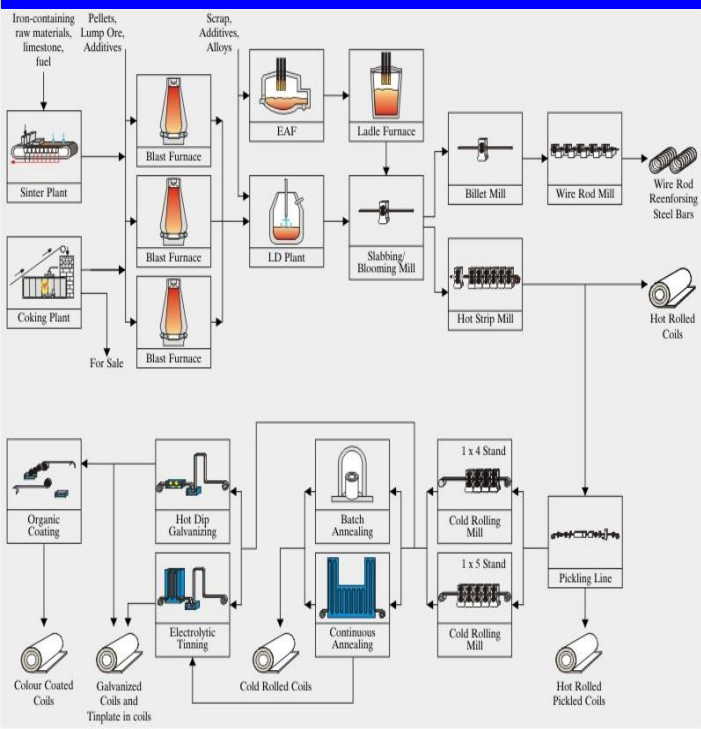 Iron-containing
raw materials,
limestone,
fuel
Pellets,
Lump Ore,
Additives
Scrap,
Additives,
Alloys
Sinter Plant
Coking Plant
For Sale
Blast Furnace
Blast Furnace
Blast Furnace
EAF
Ladle Furnace
LD Plant
Slabbing/
Blooming Mill
Billet Mill
Wire Rod Mill
Wire Rod
Reenforsing
Steel Bars
Hot Strip Mill
Hot Rolled
Coils
Organic
Coating
Hot Dip
Galvanizing
Batch
Annealing
1 x 4 Stand
Cold Rolling
Mill
Electrolytic
Tinning
Continuous
Annealing
1 x 5 Stand
Cold Rolling
Mill
Pickling Line
Colour Coated
Coils
Galvanized
Coils and
Tinplate in coils
Cold Rolled Coils
Hot Rolled
Pickled Coils